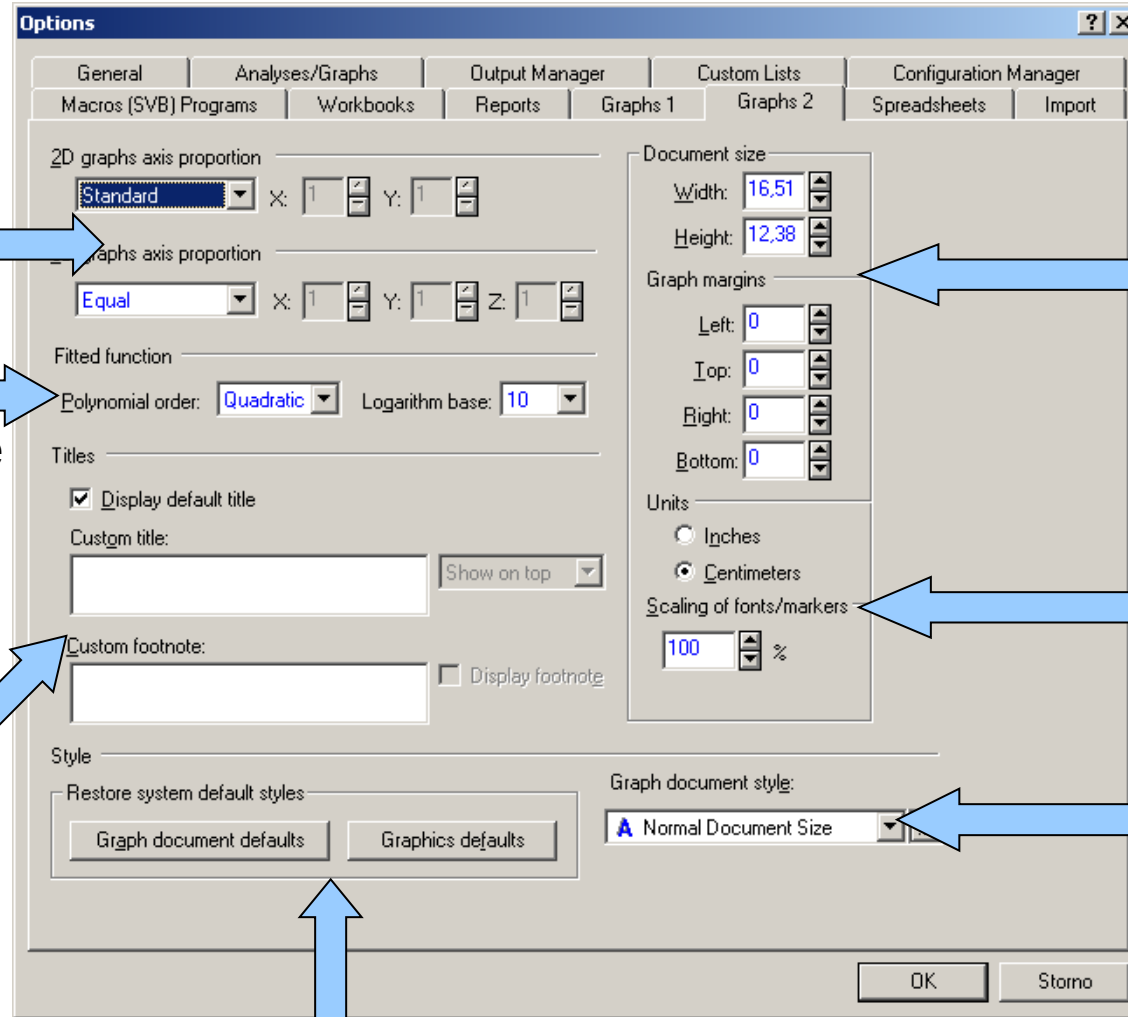 Options
General Analyses/Graphs Output Manager Custom Lists Configuration Manager
Macros (SVB) Programs Workbooks Reports Graphs 1 Graphs 2 Spreadsheets Import
2D graphs axis proportion
Standard X: 1 Y: 1
graphs axis proportion
Equal X: 1 Y: 1 Z: 1
Fitted function
Polynomial order: Quadratic Logarithm base: 10
Titles
Display default title
Custom title:
Show on top
Custom footnote:
Display footnote
Document size
Width: 16,51
Height: 12,38
Graph margins
Left: 0
Top: 0
Right: 0
Bottom: 0
Units
Inches
Centimeters
Scaling of fonts/markers
100 %
Style
Restore system default styles
Graph document defaults Graphics defaults
Graph document style:
A Normal Document Size
OK Storno